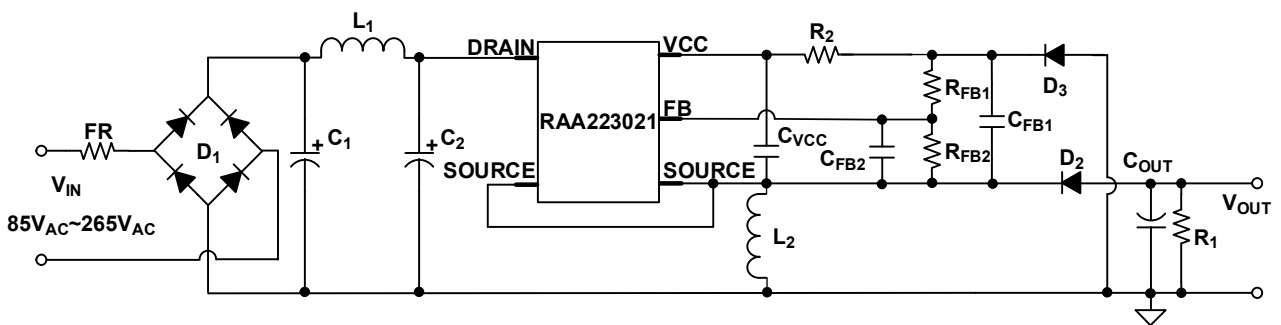 L1
DRAIN
VCC
R2
D3
FR
D1
+ C1
+ C2
RAA223021
FB
RFB1
CFB1
CVCC
CFB2
RFB2
SOURCE
SOURCE
D2
COUT
VIN
85VAC~265VAC
L2
R1
VOUT